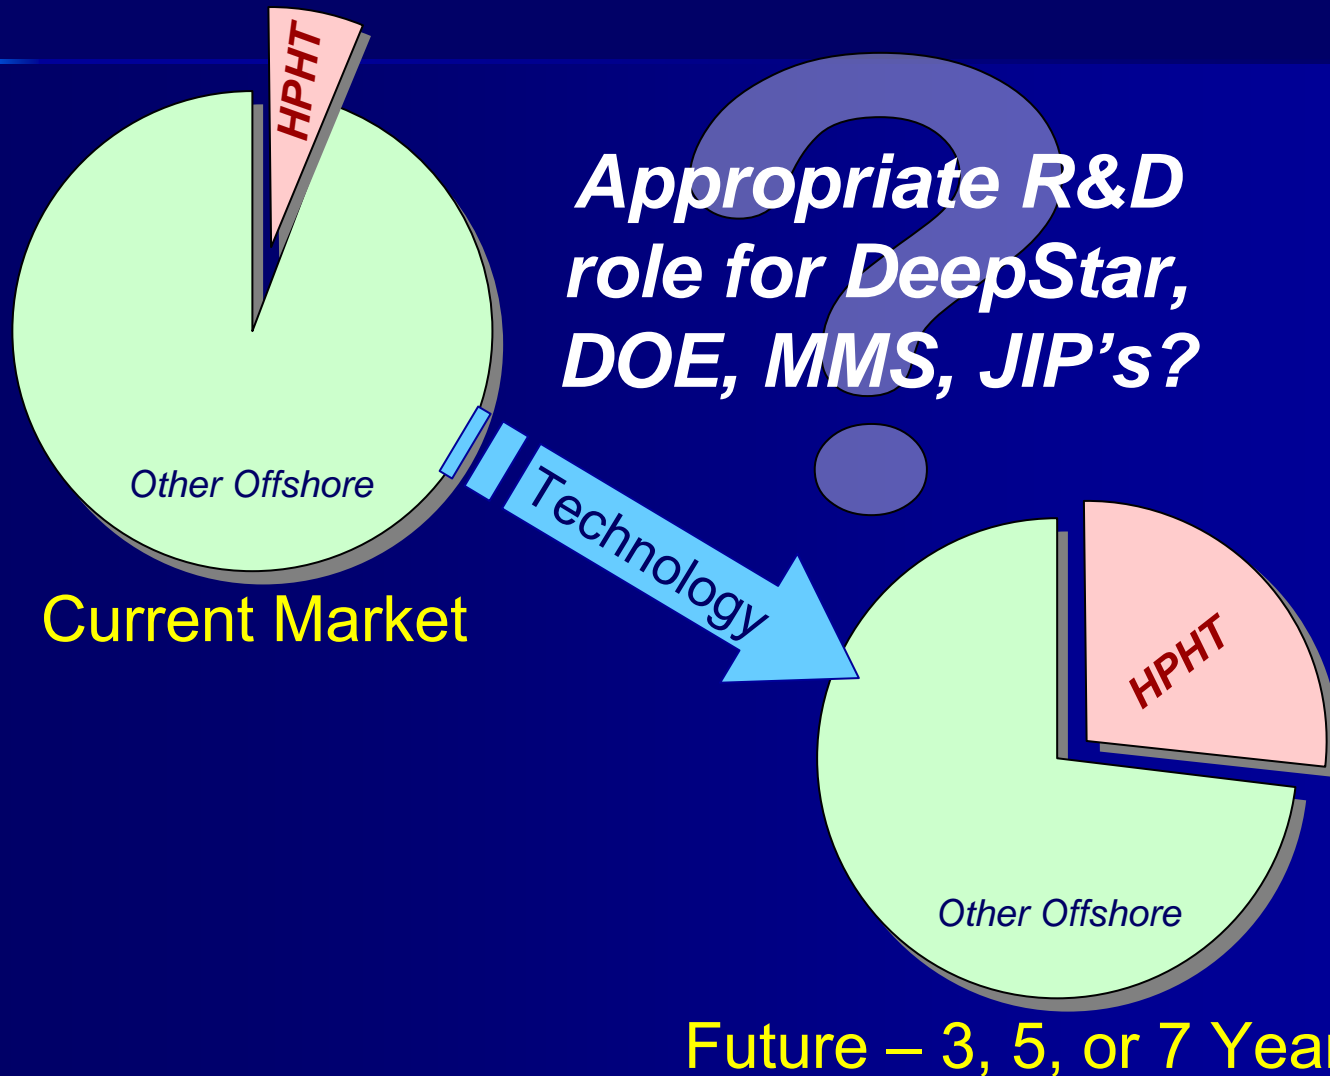 HPHT
Appropriate R&D
role for DeepStar,
DOE, MMS, JIP’s?
Other Offshore
Technology
Current Market
HPHT
Other Offshore
Future – 3, 5, or 7 Year